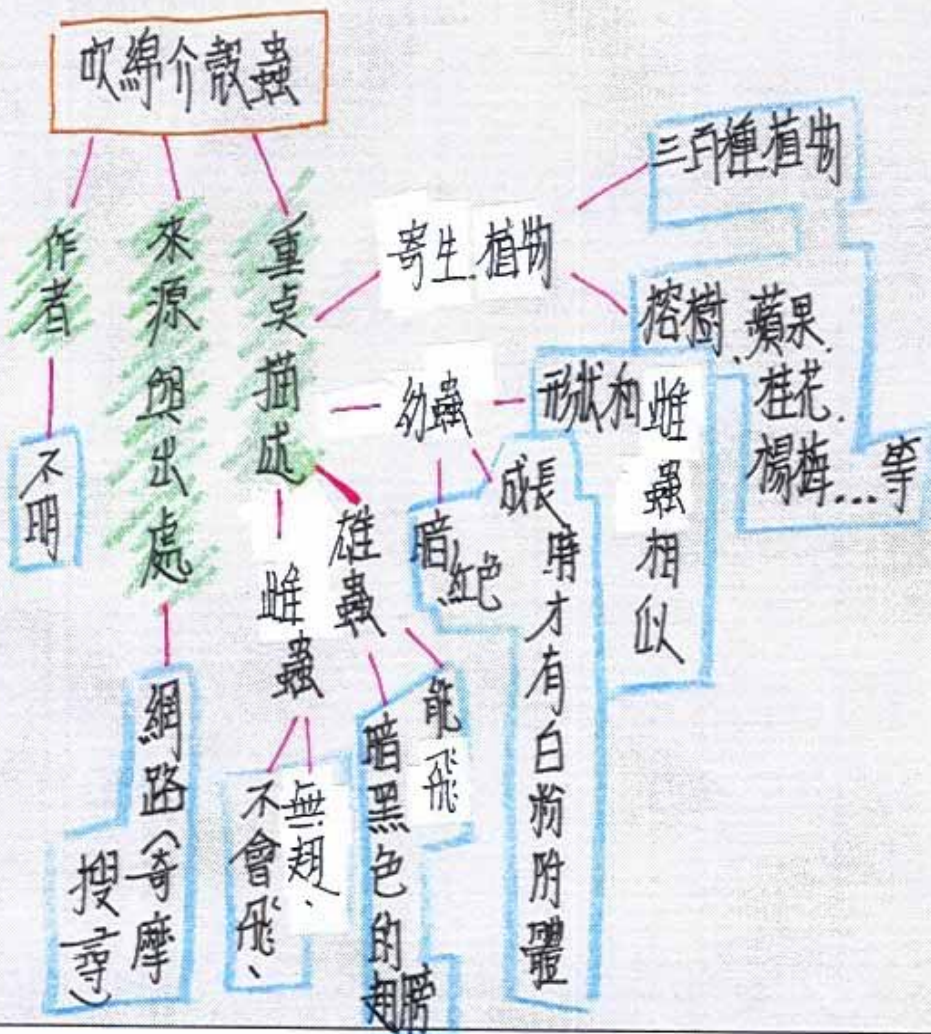 吹綿介殼蟲
作者
不明
來源與出處
網路(奇摩
搜尋)
重点描述
寄生.植物
三百種植物
榕樹、蘋果.
桂花.
楊梅...等
幼蟲
形狀和雌蟲相似
暗紅色
成長時才有白粉附體
雄蟲
能飛
暗黑色的翅膀
雌蟲
無翅、
不會飛、